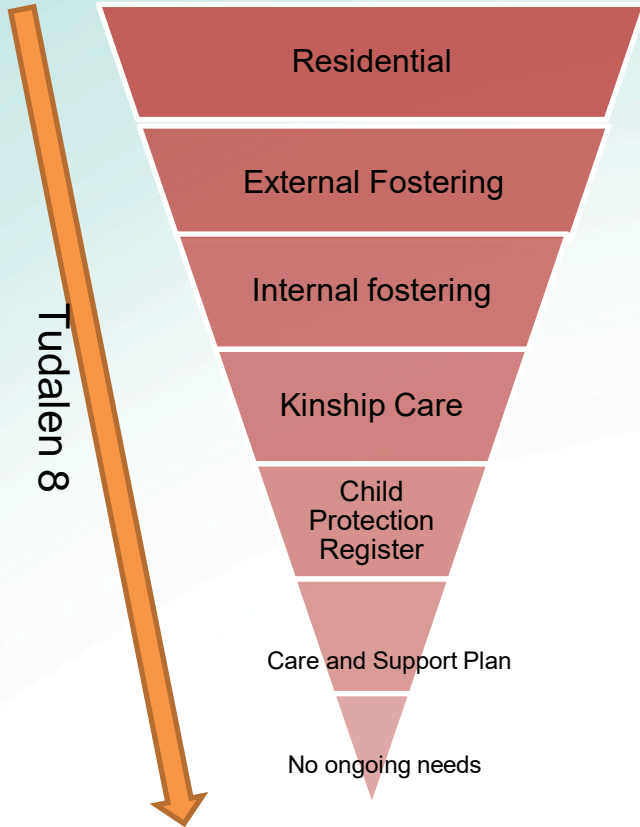 Residential
External Fostering
Internal fostering
Kinship Care
Child
Protection
Register
Care and Support Plan
No ongoing needs
Tudalen 8